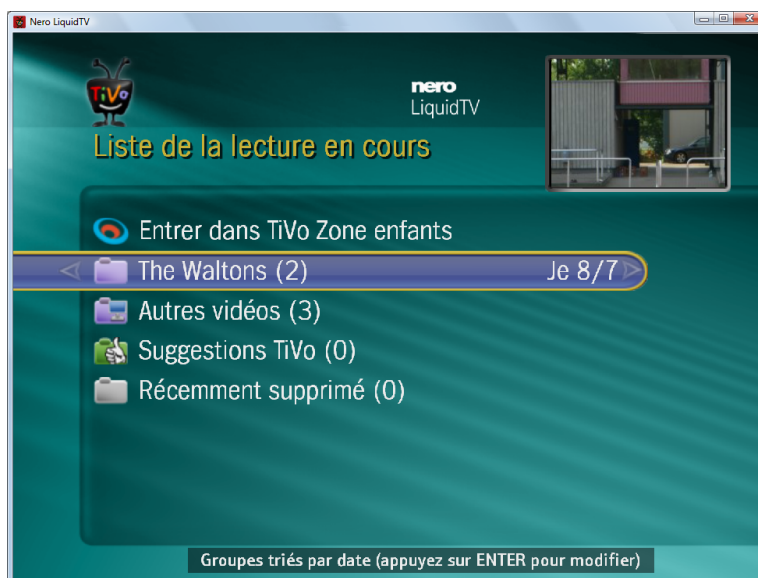 Nero LiquidTV
TiVo
nero
LiquidTV
Liste de la lecture en cours
Entrer dans TiVo Zone enfants
The Waltons (2) Je 8/7
Autres vidéos (3)
Suggestions TiVo (0)
Récemment supprimé (0)
Groupes triés par date (appuyez sur ENTER pour modifier)